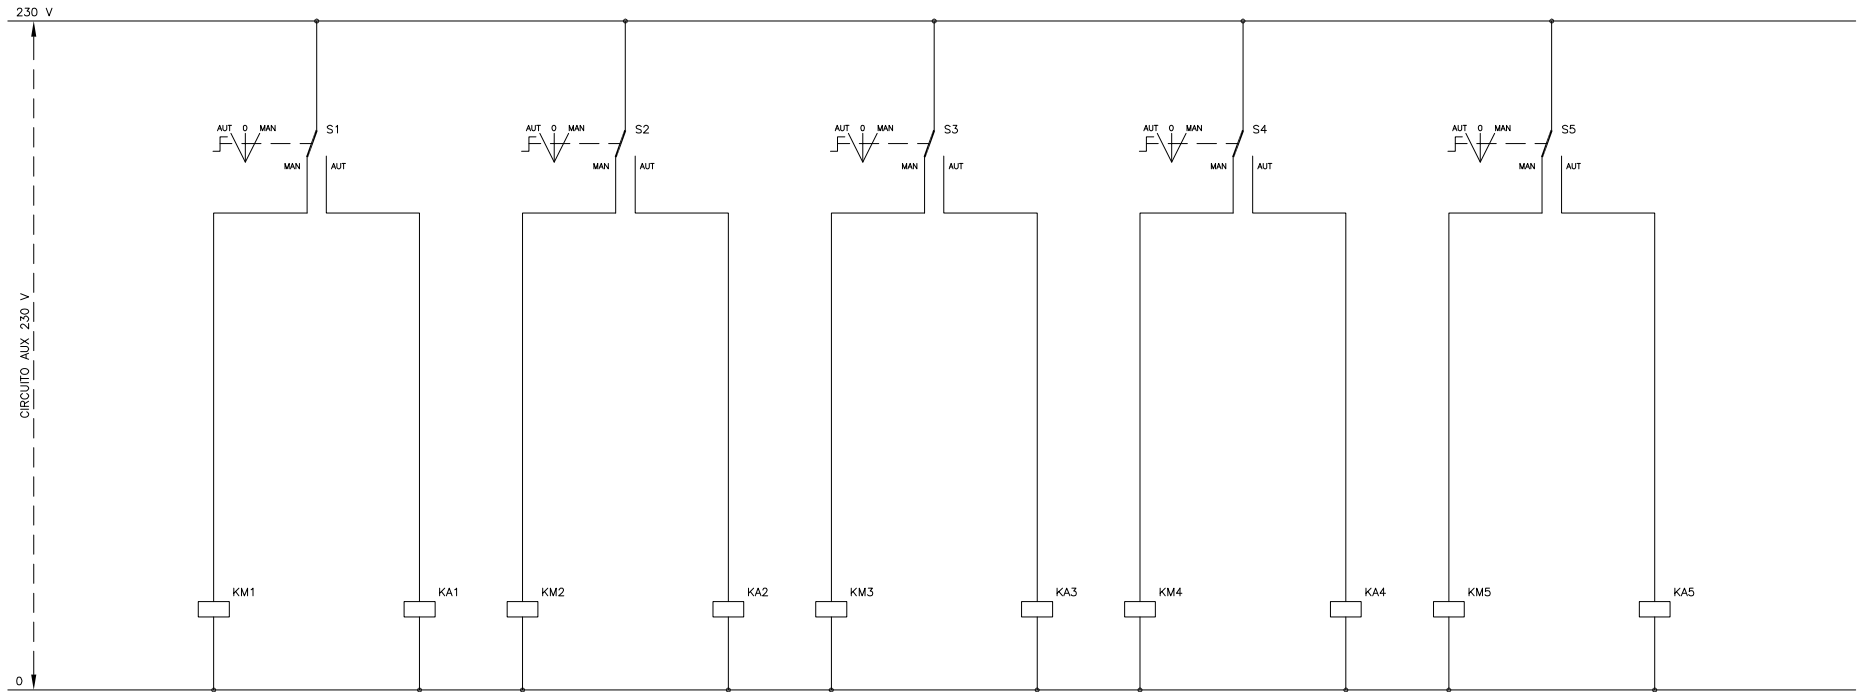 230 V
AUT 0 MAN
S1
MAN AUT
AUT 0 MAN
S2
MAN AUT
AUT 0 MAN
S3
MAN AUT
AUT 0 MAN
S4
MAN AUT
AUT 0 MAN
S5
MAN AUT
CIRCUITO AUX 230 V
KM1
KA1
KM2
KA2
KM3
KA3
KM4
KA4
KM5
KA5
0